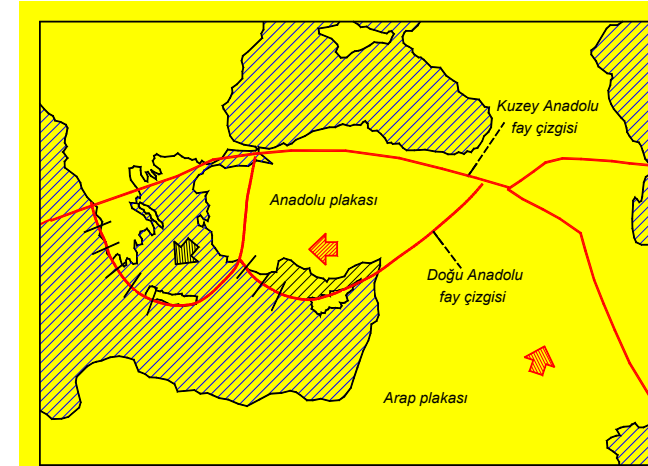 Kuzey Anadolu
fay çizgisi
Anadolu plakası
Doğu Anadolu
fay çizgisi
Arap plakası